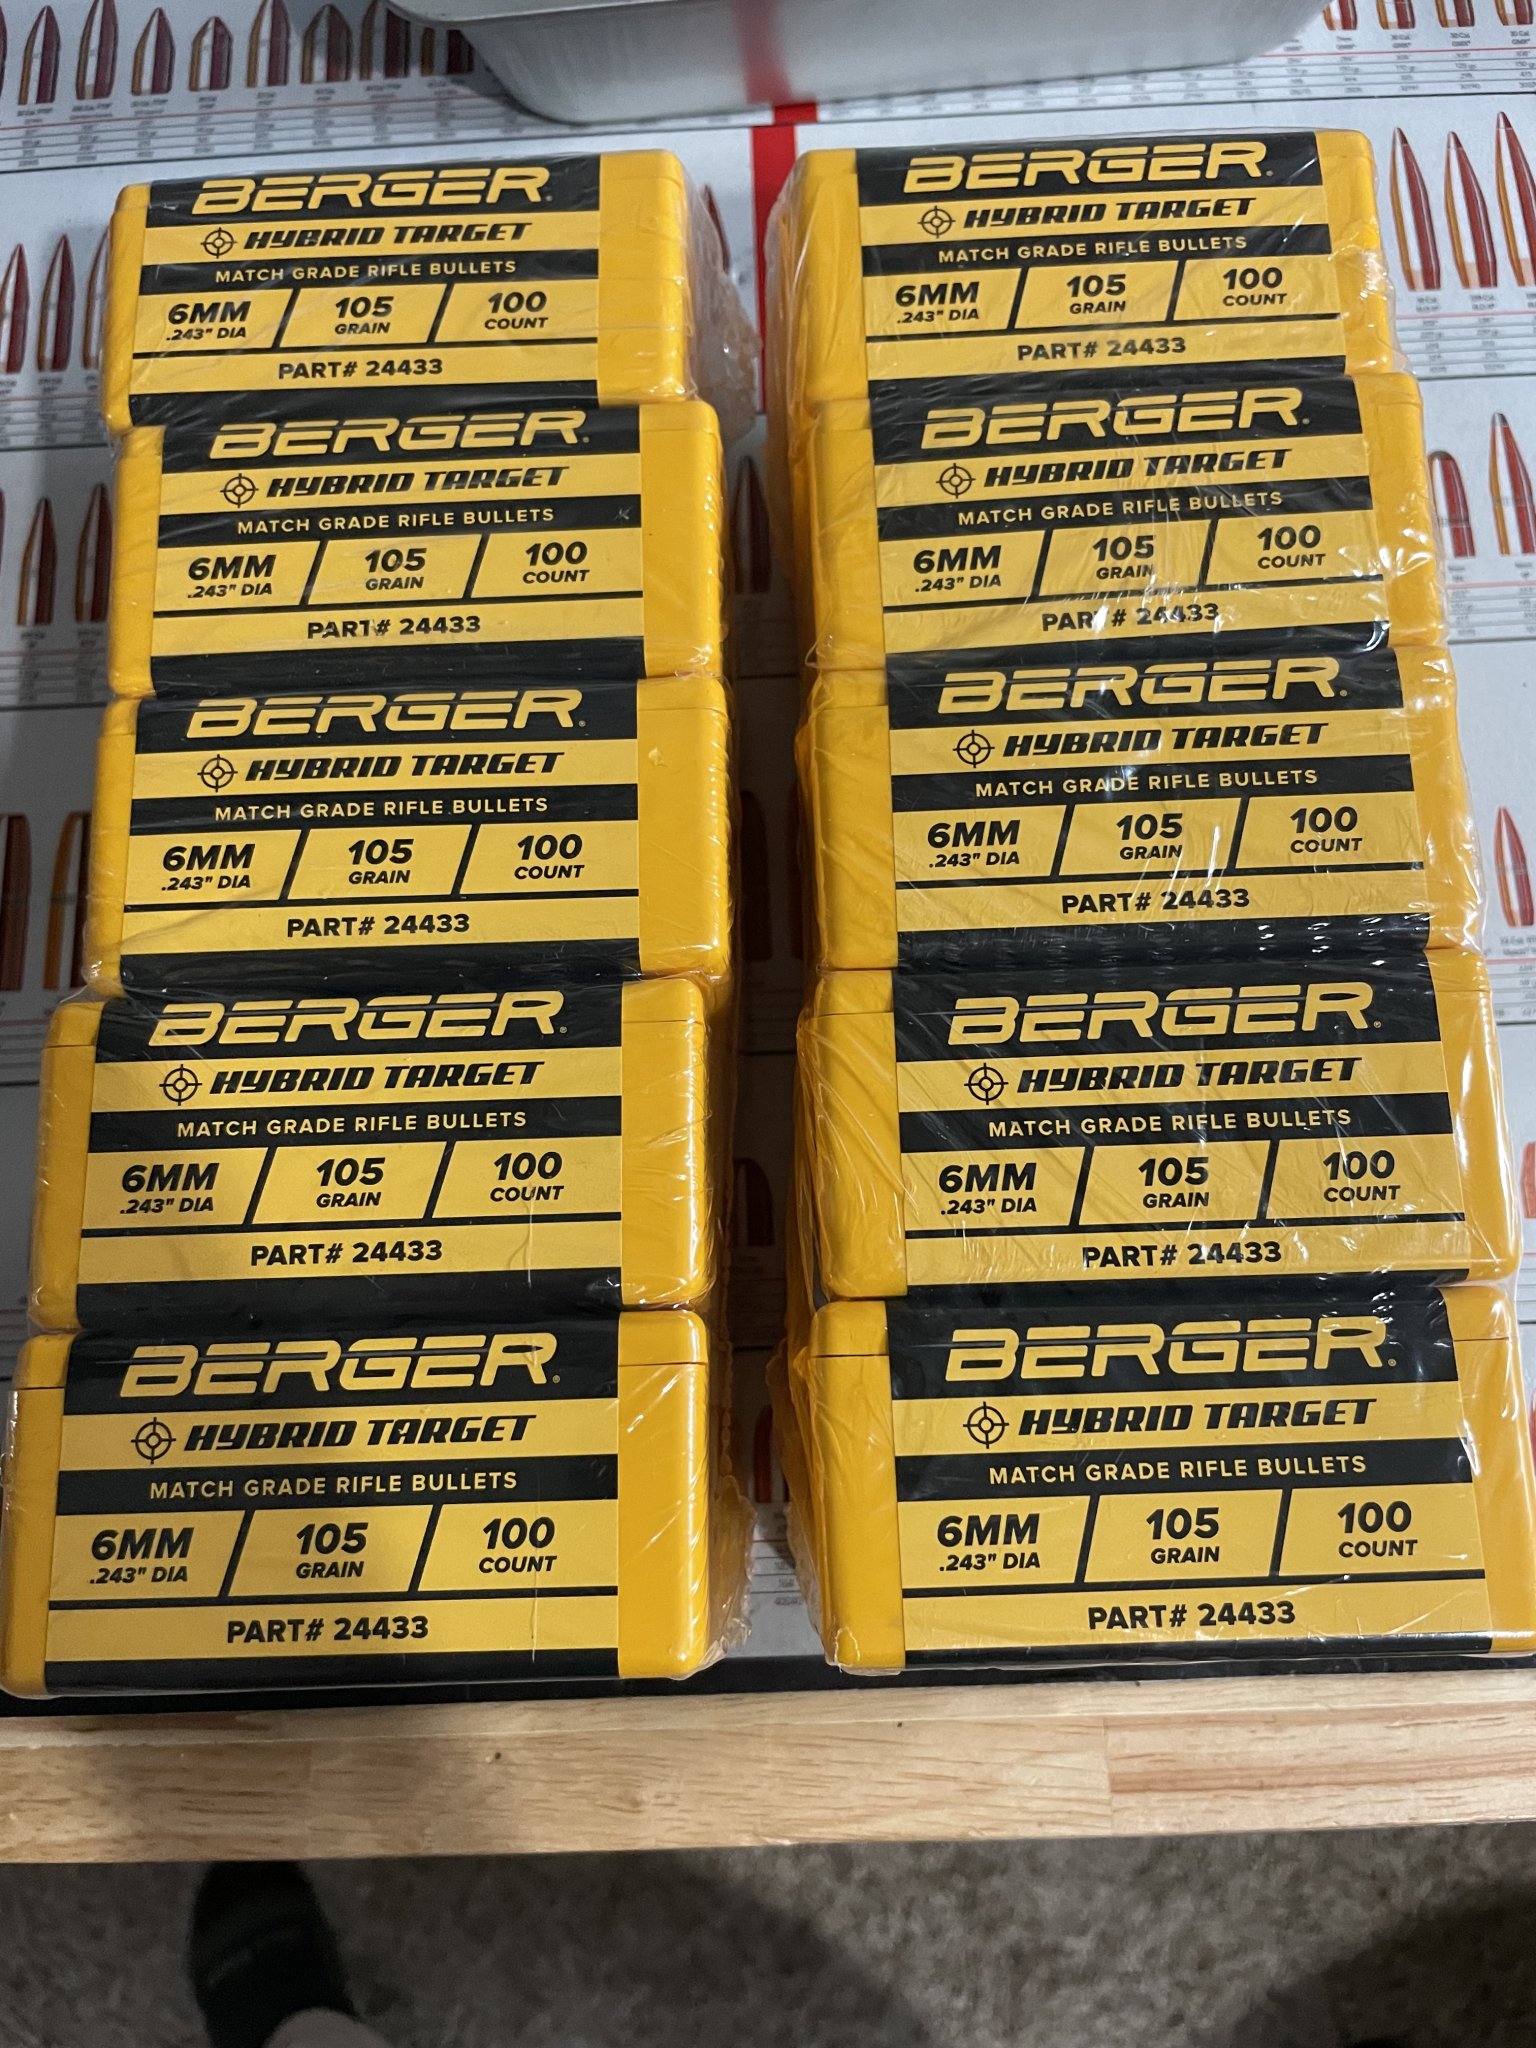 BERGER.
HYBRID TARGET
MATCH GRADE RIFLE BULLETS
6MM 105 100
.243" DIA GRAIN COUNT
PART# 24433
BERGER.
HYBRID TARGET
MATCH GRADE RIFLE BULLETS
6MM 105 100
.243" DIA GRAIN COUNT
PART# 24433
BERGER.
HYBRID TARGET
MATCH GRADE RIFLE BULLETS
6MM 105 100
.243" DIA GRAIN COUNT
PART# 24433
BERGER.
HYBRID TARGET
MATCH GRADE RIFLE BULLETS
6MM 105 100
.243" DIA GRAIN COUNT
PART# 24433
BERGER.
HYBRID TARGET
MATCH GRADE RIFLE BULLETS
6MM 105 100
.243" DIA GRAIN COUNT
PART# 24433
BERGER.
HYBRID TARGET
MATCH GRADE RIFLE BULLETS
6MM 105 100
.243" DIA GRAIN COUNT
PART# 24433
BERGER.
HYBRID TARGET
MATCH GRADE RIFLE BULLETS
6MM 105 100
.243" DIA GRAIN COUNT
PART# 24433
BERGER.
HYBRID TARGET
MATCH GRADE RIFLE BULLETS
6MM 105 100
.243" DIA GRAIN COUNT
PART# 24433
BERGER.
HYBRID TARGET
MATCH GRADE RIFLE BULLETS
6MM 105 100
.243" DIA GRAIN COUNT
PART# 24433
BERGER.
HYBRID TARGET
MATCH GRADE RIFLE BULLETS
6MM 105 100
.243" DIA GRAIN COUNT
PART# 24433